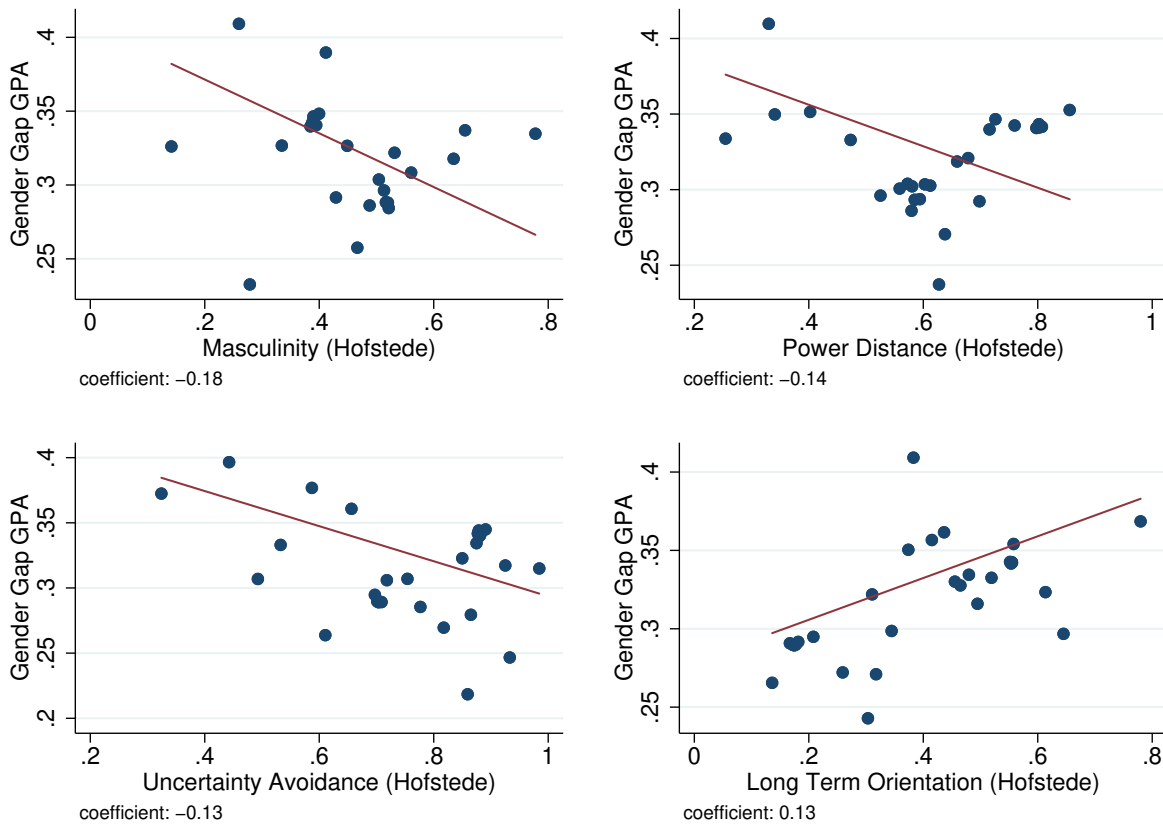 Gender Gap GPA
.4
.35
.3
.25
0 .2 .4 .6 .8
Masculinity (Hofstede)
coefficient: −0.18
Gender Gap GPA
.4
.35
.3
.25
.2 .4 .6 .8 1
Power Distance (Hofstede)
coefficient: −0.14
Gender Gap GPA
.4
.35
.3
.25
.2
.2 .4 .6 .8 1
Uncertainty Avoidance (Hofstede)
coefficient: −0.13
Gender Gap GPA
.4
.35
.3
.25
0 .2 .4 .6 .8
Long Term Orientation (Hofstede)
coefficient: 0.13